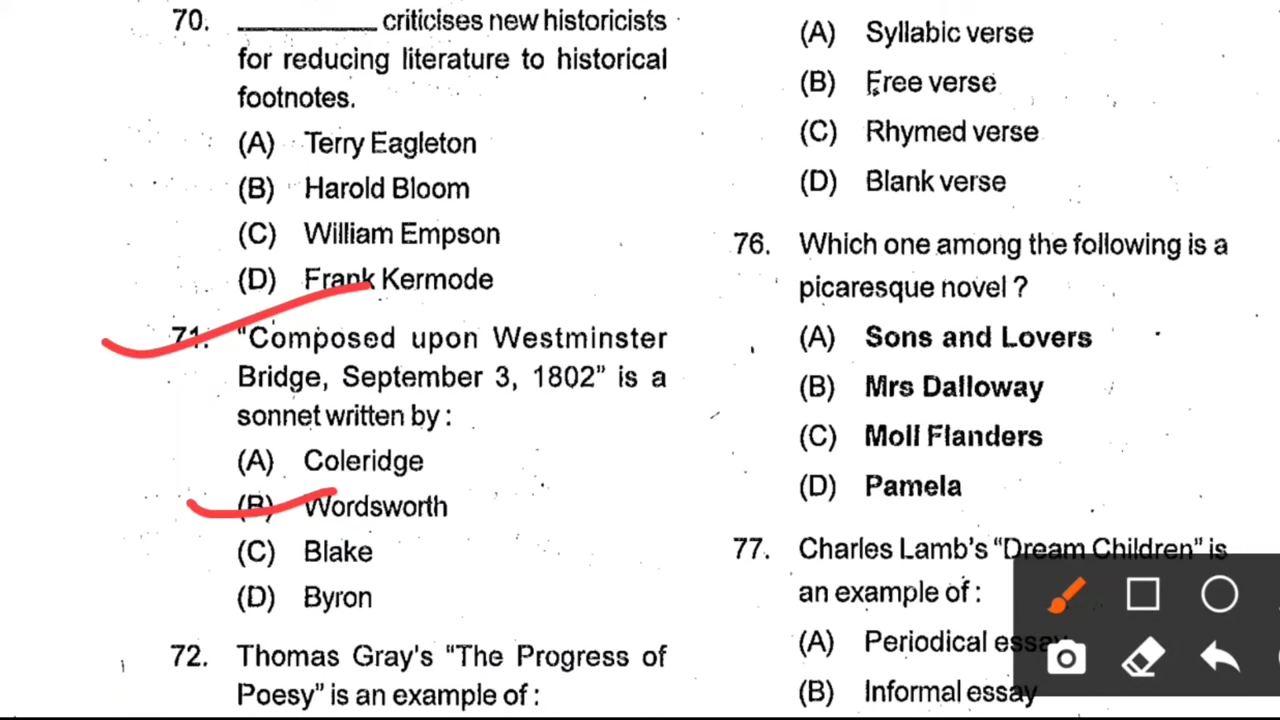 70. ________ criticises new historicists
for reducing literature to historical
footnotes.
(A) Terry Eagleton
(B) Harold Bloom
(C) William Empson
(D) Frank Kermode
71. "Composed upon Westminster
Bridge, September 3, 1802" is a
sonnet written by :
(A) Coleridge
(B) Wordsworth
(C) Blake
(D) Byron
72. Thomas Gray's "The Progress of
Poesy" is an example of :
(A) Syllabic verse
(B) Free verse
(C) Rhymed verse
(D) Blank verse
76. Which one among the following is a
picaresque novel ?
(A) Sons and Lovers
(B) Mrs Dalloway
(C) Moll Flanders
(D) Pamela
77. Charles Lamb's "Dream Children" is
an example of :
(A) Periodical essay
(B) Informal essay